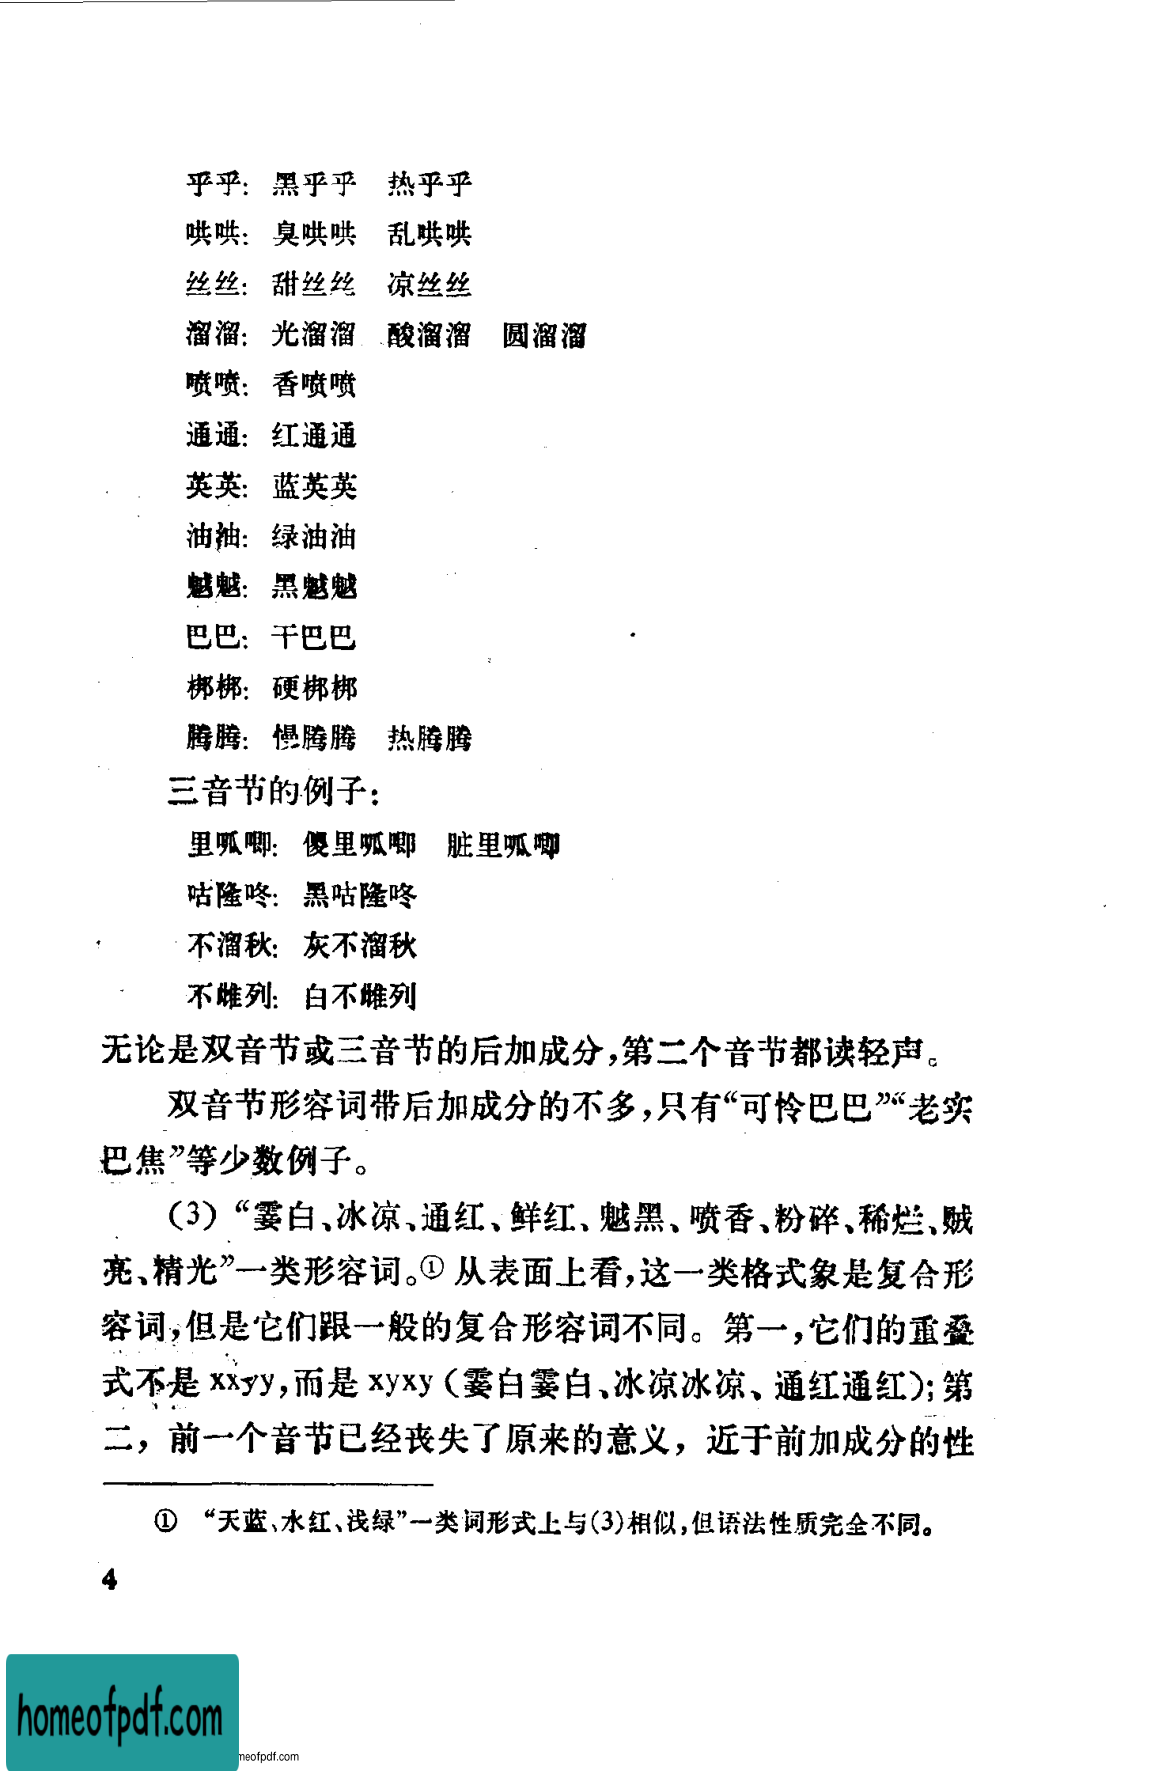 乎乎：黑乎乎　热乎乎
哄哄：臭哄哄　乱哄哄
丝丝：甜丝丝　凉丝丝
溜溜：光溜溜　酸溜溜　圆溜溜
喷喷：香喷喷
通通：红通通
英英：蓝英英
油油：绿油油
魆魆：黑魆魆
巴巴：干巴巴
梆梆：硬梆梆
腾腾：慢腾腾　热腾腾
三音节的例子：
里呱唧：傻里呱唧　脏里呱唧
咕隆咚：黑咕隆咚
不溜秋：灰不溜秋
不雌列：白不雌列
无论是双音节或三音节的后加成分，第二个音节都读轻声。
双音节形容词带后加成分的不多，只有“可怜巴巴”“老实
巴焦”等少数例子。
（3）“雪白、冰凉、通红、鲜红、魆黑、喷香、粉碎、稀烂、贼
亮、精光”一类形容词。① 从表面上看，这一类格式象是复合形
容词，但是它们跟一般的复合形容词不同。第一，它们的重叠
式不是 xxyy，而是 xyxy（雪白雪白、冰凉冰凉、通红通红）；第
二，前一个音节已经丧失了原来的意义，近于前加成分的性
① “天蓝、水红、浅绿”一类词形式上与（3）相似，但语法性质完全不同。
4
homeofpdf.com
meofpdf.com